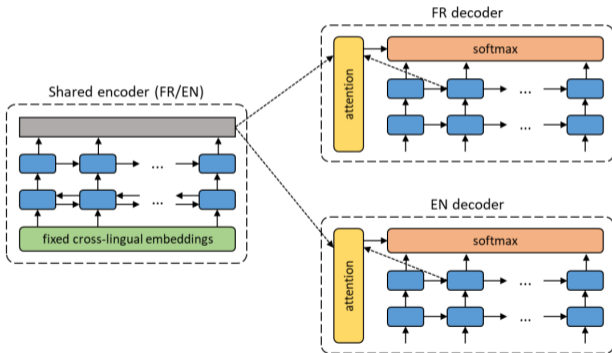 Shared encoder (FR/EN)
...
...
fixed cross-lingual embeddings
FR decoder
attention
softmax
...
...
EN decoder
attention
softmax
...
...